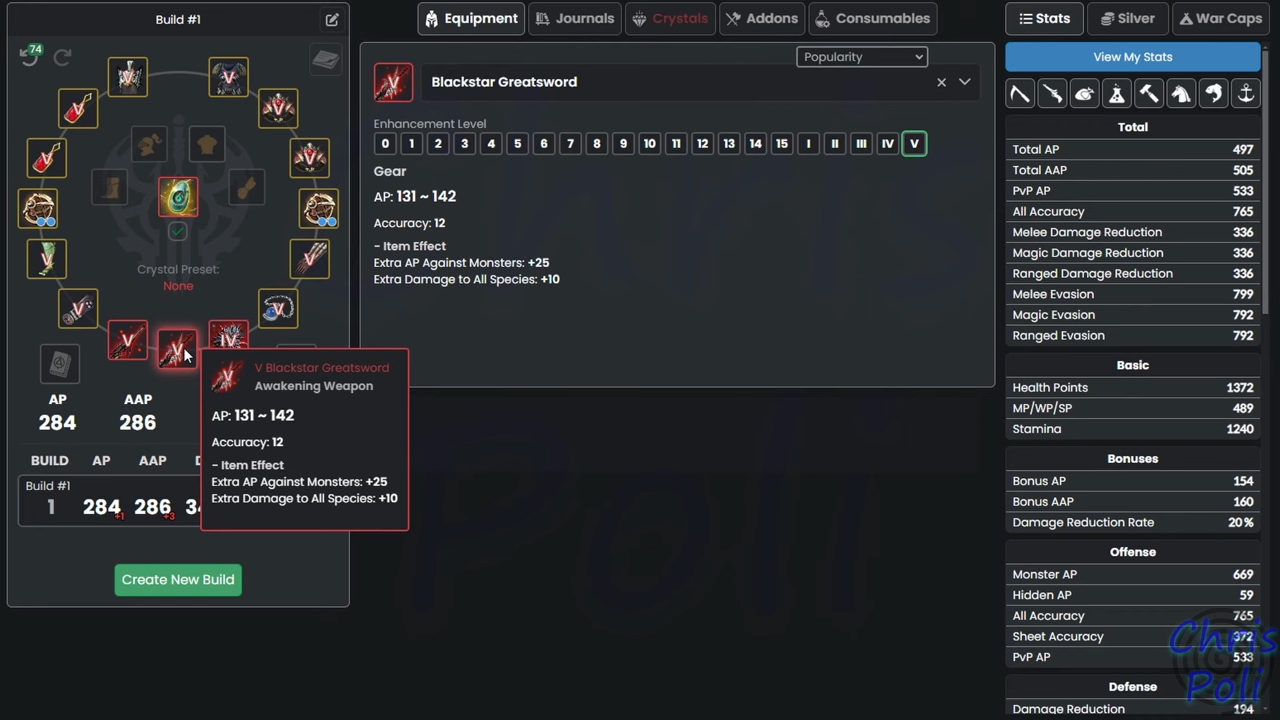 Build #1
Equipment
Journals
Crystals
Addons
Consumables
Stats
Silver
War Caps
74
Popularity
View My Stats
Blackstar Greatsword
Enhancement Level
0 1 2 3 4 5 6 7 8 9 10 11 12 13 14 15 I II III IV V
Gear
AP: 131 ~ 142
Accuracy: 12
- Item Effect
Extra AP Against Monsters: +25
Extra Damage to All Species: +10
V
V
V
V
V
V
V
V
V
V
V
V
V
IV
Crystal Preset:
None
V Blackstar Greatsword
Awakening Weapon
AP: 131 ~ 142
Accuracy: 12
- Item Effect
Extra AP Against Monsters: +25
Extra Damage to All Species: +10
AP AAP
284 286
BUILD AP AAP
Build #1
1 284 +1 286 +3
Create New Build
Total
Total AP 497
Total AAP 505
PvP AP 533
All Accuracy 765
Melee Damage Reduction 336
Magic Damage Reduction 336
Ranged Damage Reduction 336
Melee Evasion 799
Magic Evasion 792
Ranged Evasion 792
Basic
Health Points 1372
MP/WP/SP 489
Stamina 1240
Bonuses
Bonus AP 154
Bonus AAP 160
Damage Reduction Rate 20%
Offense
Monster AP 669
Hidden AP 59
All Accuracy 765
Sheet Accuracy 372
PvP AP 533
Defense
Damage Reduction 194
Chris
Poli